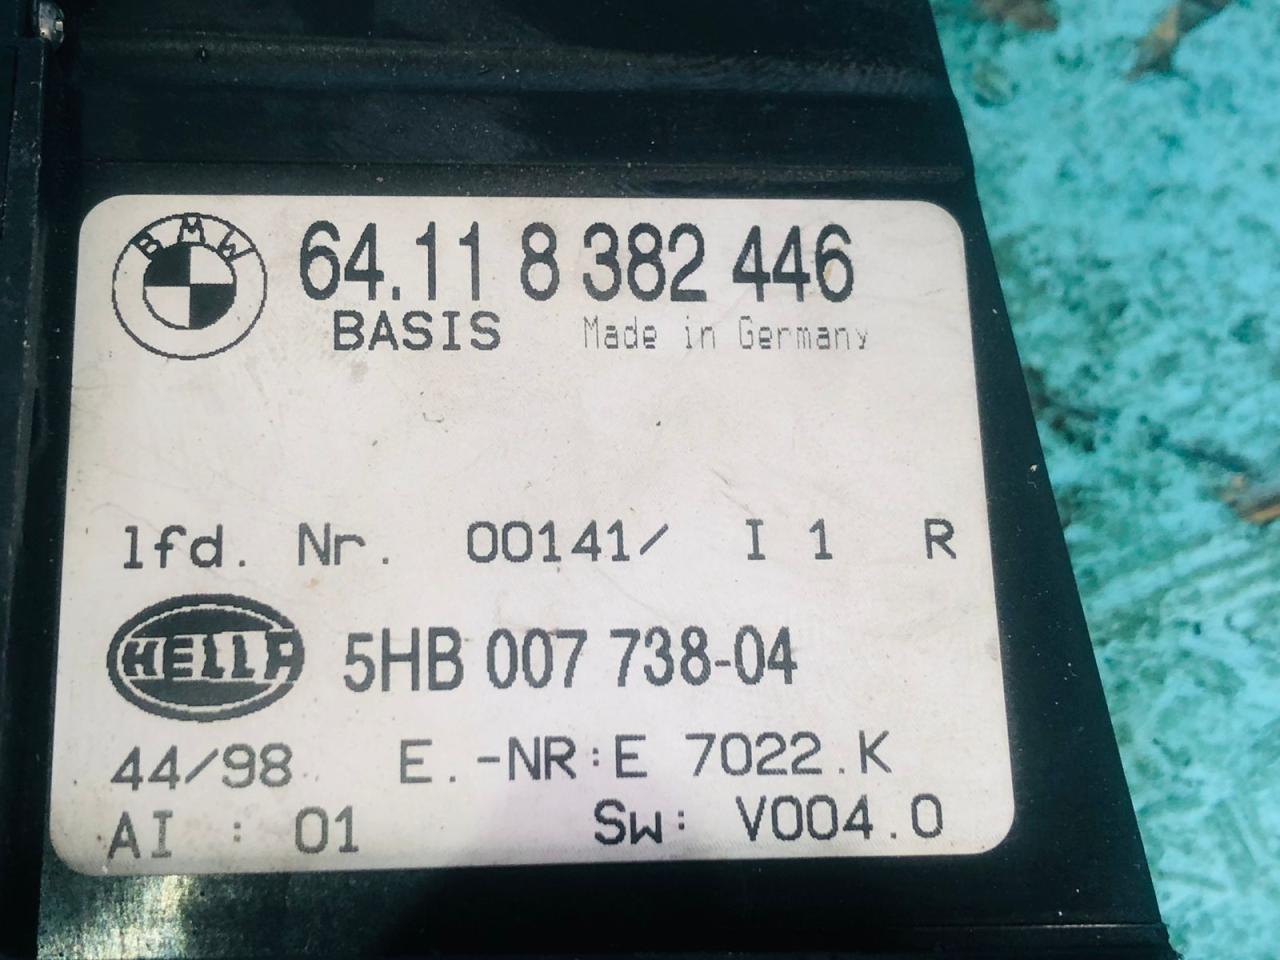 BMW 64.11 8 382 446
BASIS Made in Germany
lfd. Nr. 00141/ I 1 R
HELLA 5HB 007 738-04
44/98 E.-NR:E 7022.K
AI : 01 Sw: V004.0